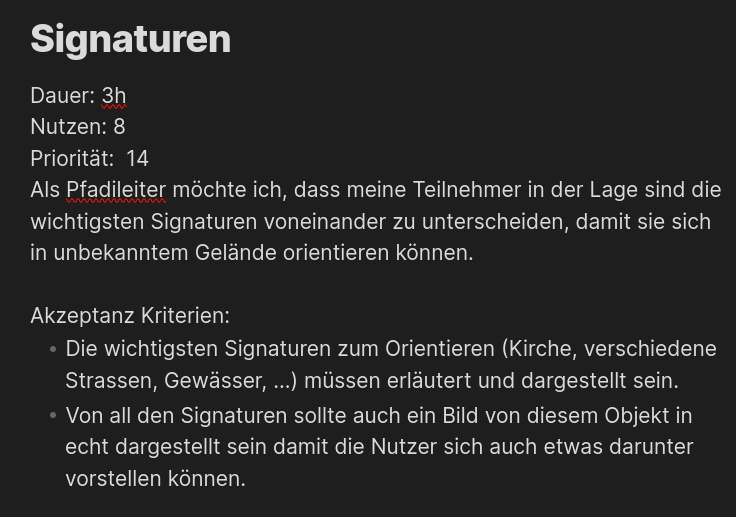 Signaturen
Dauer: 3h
Nutzen: 8
Priorität:  14
Als Pfadileiter möchte ich, dass meine Teilnehmer in der Lage sind die
wichtigsten Signaturen voneinander zu unterscheiden, damit sie sich
in unbekanntem Gelände orientieren können.
Akzeptanz Kriterien:
• Die wichtigsten Signaturen zum Orientieren (Kirche, verschiedene
Strassen, Gewässer, ...) müssen erläutert und dargestellt sein.
• Von all den Signaturen sollte auch ein Bild von diesem Objekt in
echt dargestellt sein damit die Nutzer sich auch etwas darunter
vorstellen können.